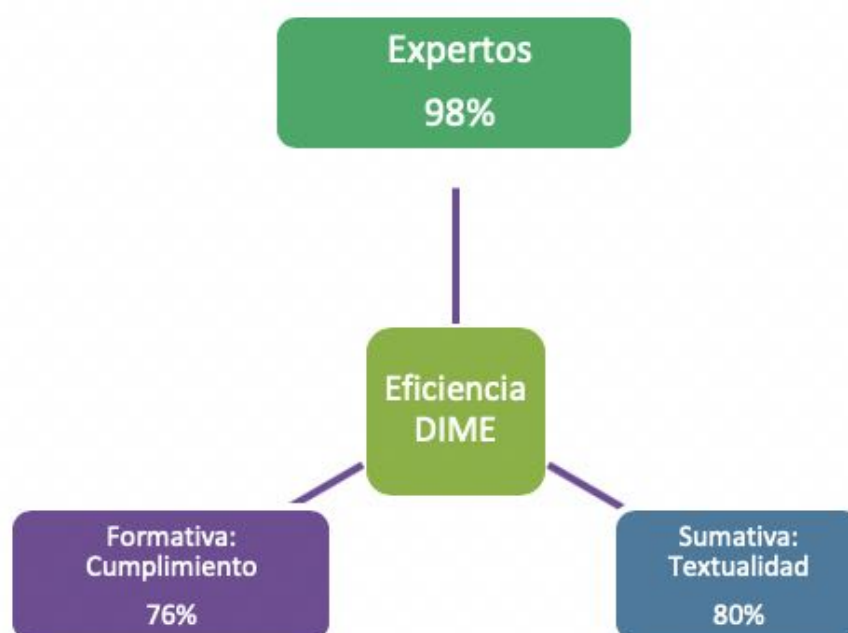 Expertos
98%
Eficiencia
DIME
Formativa:
Cumplimiento
76%
Sumativa:
Textualidad
80%